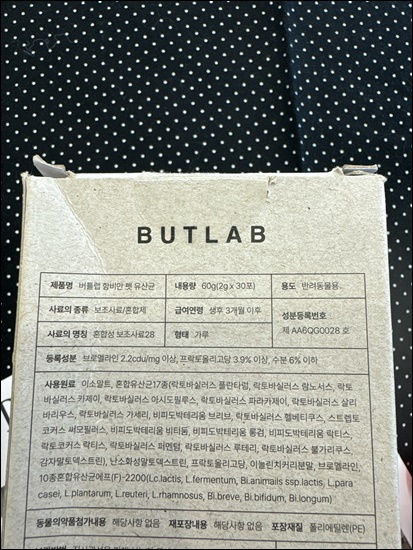 BUTLAB
제품명 버틀랩 항비만 펫 유산균 내용량 60g(2g x 30포) 용도 반려동물용
사료의 종류 보조사료/혼합제 급여연령 생후 3개월 이후 성분등록번호
제 AA6QG0028 호
사료의 명칭 혼합성 보조사료28 형태 가루
등록성분 브로멜라인 2.2cdu/mg 이상, 프락토올리고당 3.9% 이상, 수분 6% 이하
사용원료 이소말트, 혼합유산균17종(락토바실러스 플란타럼, 락토바실러스 람노서스, 락토
바실러스 카제이, 락토바실러스 아시도필루스, 락토바실러스 파라카제이, 락토바실러스 살리
바리우스, 락토바실러스 가세리, 비피도박테리움 브리브, 락토바실러스 헬베티쿠스, 스트렙토
코커스 써모필러스, 비피도박테리움 비티둠, 비피도박테리움 롱검, 비피도박테리움 락티스,
락토코커스 락티스, 락토바실러스 퍼멘텀, 락토바실러스 루테리, 락토바실러스 불가리쿠스,
감자말토덱스트린), 난소화성말토덱스트린, 프락토올리고당, 이눌린치커리분말, 브로멜라인,
10종혼합유산균에프(F)-2200(Lc.lactis, L.fermentum, Bi.animails ssp.lactis, L.para
casei, L.plantarum, L.reuteri, L.rhamnosus, Bi.breve, Bi.bifidum, Bi.longum)
동물의약품첨가내용 해당사항 없음 재포장내용 해당사항 없음 포장재질 폴리에틸렌(PE)